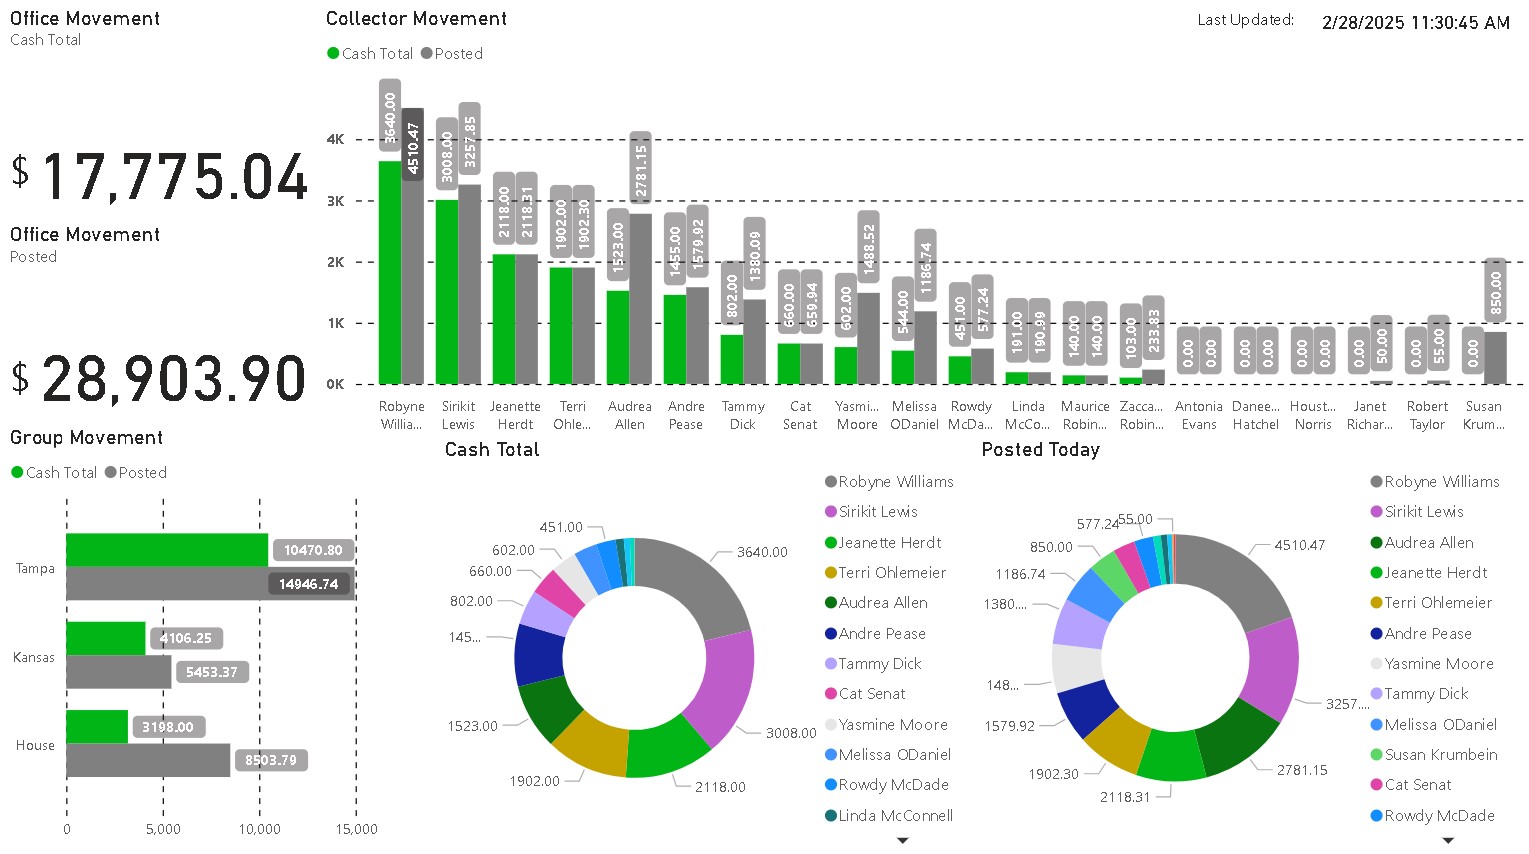 Office Movement
Cash Total
$ 17,775.04
Office Movement
Posted
$ 28,903.90
Collector Movement
Cash Total Posted
Last Updated: 2/28/2025 11:30:45 AM
4K
3K
2K
1K
0K
3640.00 4510.47
3008.00 3257.85
2118.00 2118.31
1902.00 1902.30
1523.00 2781.15
1455.00 1579.92
802.00 1380.09
660.00 659.94
602.00 1488.52
544.00 1186.74
451.00 577.24
191.00 190.99
140.00 140.00
103.00 233.83
0.00 0.00
0.00 0.00
0.00 0.00
0.00 50.00
0.00 55.00
0.00 850.00
Robyne Willia...
Sirikit Lewis
Jeanette Herdt
Terri Ohle...
Audrea Allen
Andre Pease
Tammy Dick
Cat Senat
Yasmi... Moore
Melissa ODaniel
Rowdy McDa...
Linda McCo...
Maurice Robin...
Zacca... Robin...
Antonia Evans
Danee... Hatchel
Houst... Norris
Janet Richar...
Robert Taylor
Susan Krum...
Group Movement
Cash Total Posted
Tampa
10470.80
14946.74
Kansas
4106.25
5453.37
House
3198.00
8503.79
0 5,000 10,000 15,000
Cash Total
3640.00
3008.00
2118.00
1902.00
1523.00
145...
802.00
660.00
602.00
451.00
Robyne Williams
Sirikit Lewis
Jeanette Herdt
Terri Ohlemeier
Audrea Allen
Andre Pease
Tammy Dick
Cat Senat
Yasmine Moore
Melissa ODaniel
Rowdy McDade
Linda McConnell
Posted Today
4510.47
3257....
2781.15
2118.31
1902.30
1579.92
148...
1380....
1186.74
850.00
577.24
55.00
Robyne Williams
Sirikit Lewis
Audrea Allen
Jeanette Herdt
Terri Ohlemeier
Andre Pease
Yasmine Moore
Tammy Dick
Melissa ODaniel
Susan Krumbein
Cat Senat
Rowdy McDade